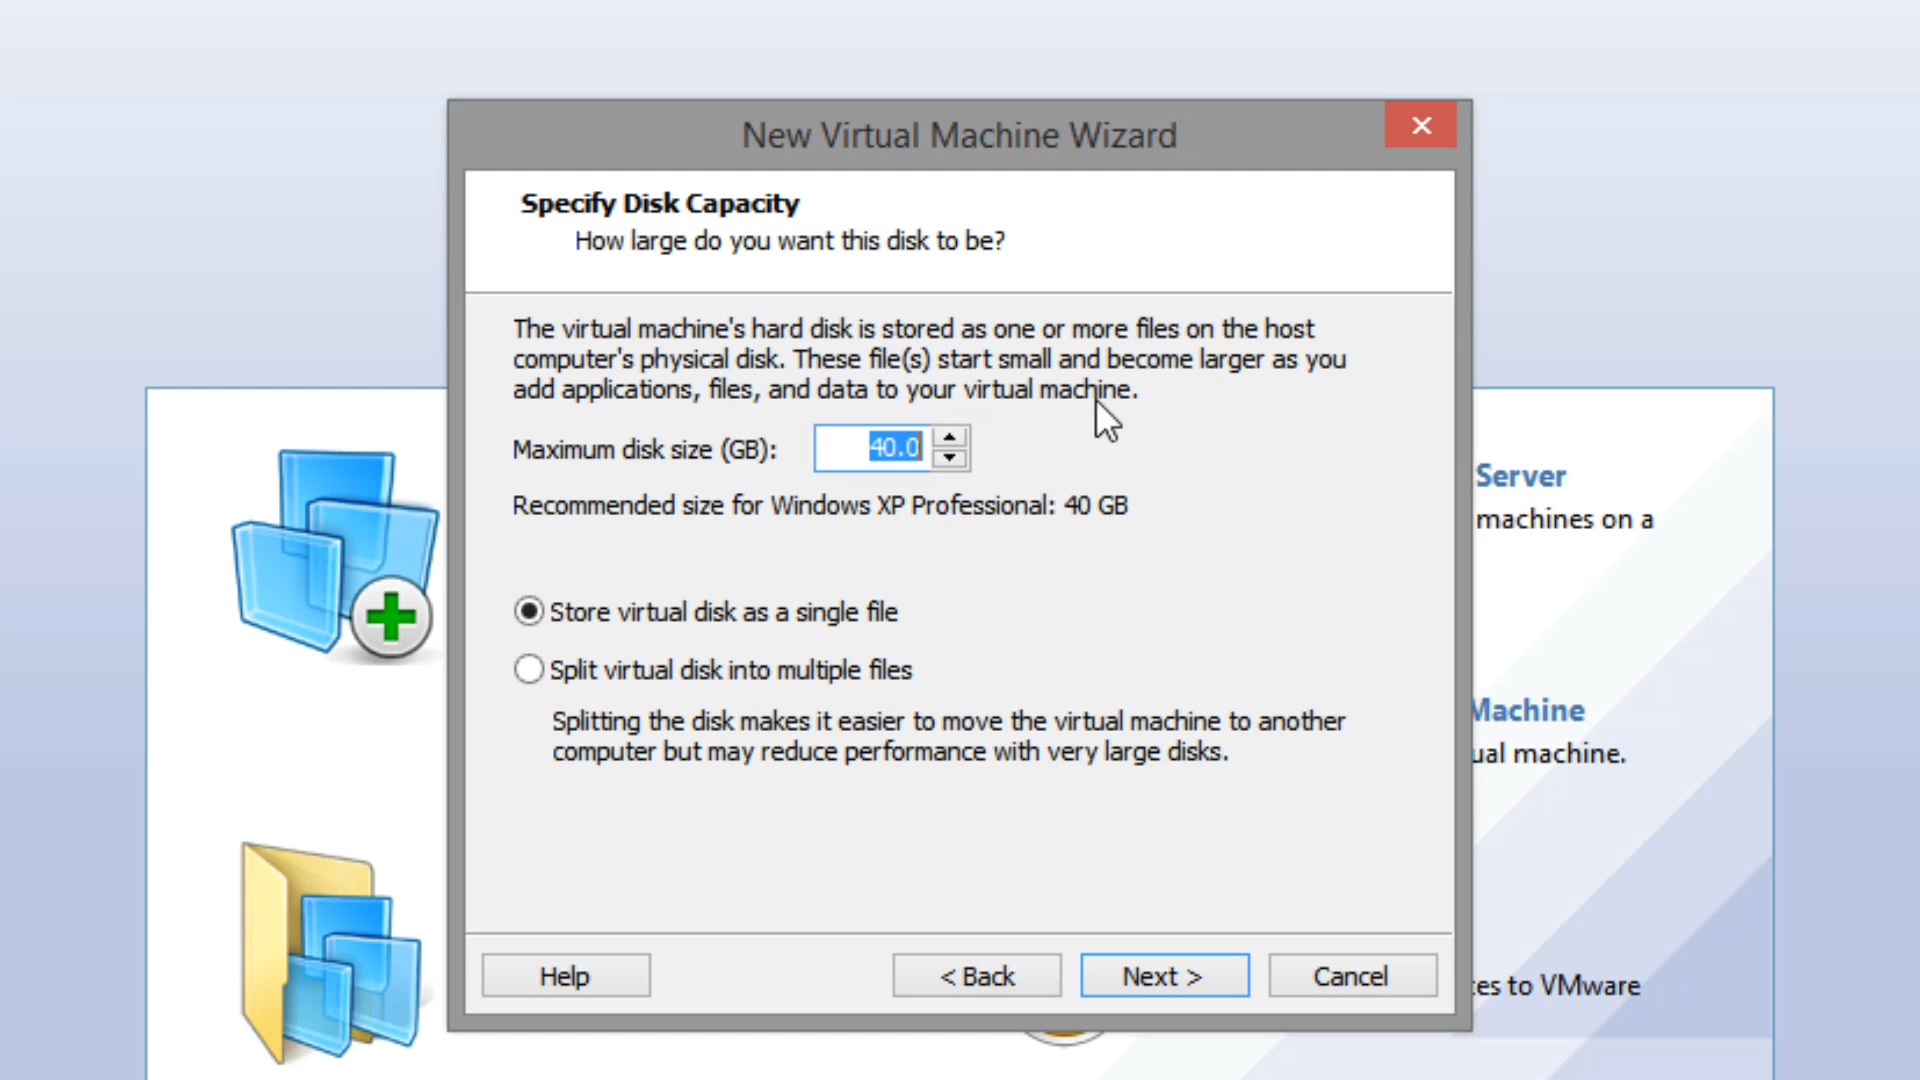 New Virtual Machine Wizard
Specify Disk Capacity
How large do you want this disk to be?
The virtual machine's hard disk is stored as one or more files on the host
computer's physical disk. These file(s) start small and become larger as you
add applications, files, and data to your virtual machine.
Maximum disk size (GB): 40.0
Recommended size for Windows XP Professional: 40 GB
Store virtual disk as a single file
Split virtual disk into multiple files
Splitting the disk makes it easier to move the virtual machine to another
computer but may reduce performance with very large disks.
Help < Back Next > Cancel
Server
machines on a
Machine
machine.
to VMware